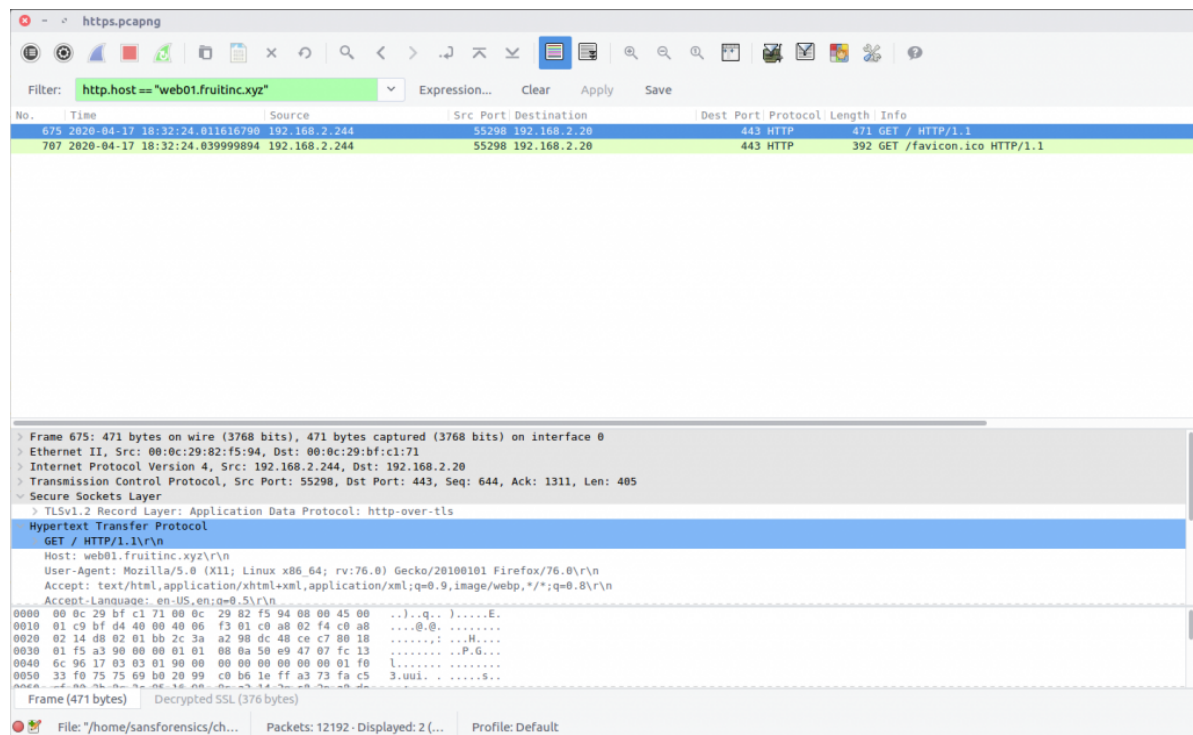 https.pcapng
Filter: http.host == "web01.fruitinc.xyz" Expression... Clear Apply Save
No. Time Source Src Port Destination Dest Port Protocol Length Info
675 2020-04-17 18:32:24.011616790 192.168.2.244 55298 192.168.2.20 443 HTTP 471 GET / HTTP/1.1
707 2020-04-17 18:32:24.039999894 192.168.2.244 55298 192.168.2.20 443 HTTP 392 GET /favicon.ico HTTP/1.1
Frame 675: 471 bytes on wire (3768 bits), 471 bytes captured (3768 bits) on interface 0
Ethernet II, Src: 00:0c:29:82:f5:94, Dst: 00:0c:29:bf:c1:71
Internet Protocol Version 4, Src: 192.168.2.244, Dst: 192.168.2.20
Transmission Control Protocol, Src Port: 55298, Dst Port: 443, Seq: 644, Ack: 1311, Len: 405
Secure Sockets Layer
TLSv1.2 Record Layer: Application Data Protocol: http-over-tls
Hypertext Transfer Protocol
GET / HTTP/1.1\r\n
Host: web01.fruitinc.xyz\r\n
User-Agent: Mozilla/5.0 (X11; Linux x86_64; rv:76.0) Gecko/20100101 Firefox/76.0\r\n
Accept: text/html,application/xhtml+xml,application/xml;q=0.9,image/webp,*/*;q=0.8\r\n
Accept-Language: en-US,en;q=0.5\r\n
0000 00 0c 29 bf c1 71 00 0c 29 82 f5 94 08 00 45 00 ..)..q.. ).....E.
0010 01 c9 bf d4 40 00 40 06 f3 01 c0 a8 02 f4 c0 a8 ....@.@. ........
0020 02 14 d8 02 01 bb 2c 3a a2 98 dc 48 ce c7 80 18 ......,: ...H....
0030 01 f5 a3 90 00 00 01 01 08 0a 50 e9 47 07 fc 13 ........ ..P.G...
0040 6c 96 17 03 03 01 90 00 00 00 00 00 00 00 01 f0 l....... ........
0050 33 f0 75 75 69 b0 20 99 c0 b6 1e ff a3 73 fa c5 3.uui. . .....s..
Frame (471 bytes) Decrypted SSL (376 bytes)
File: "/home/sansforensics/ch... Packets: 12192 · Displayed: 2 (... Profile: Default